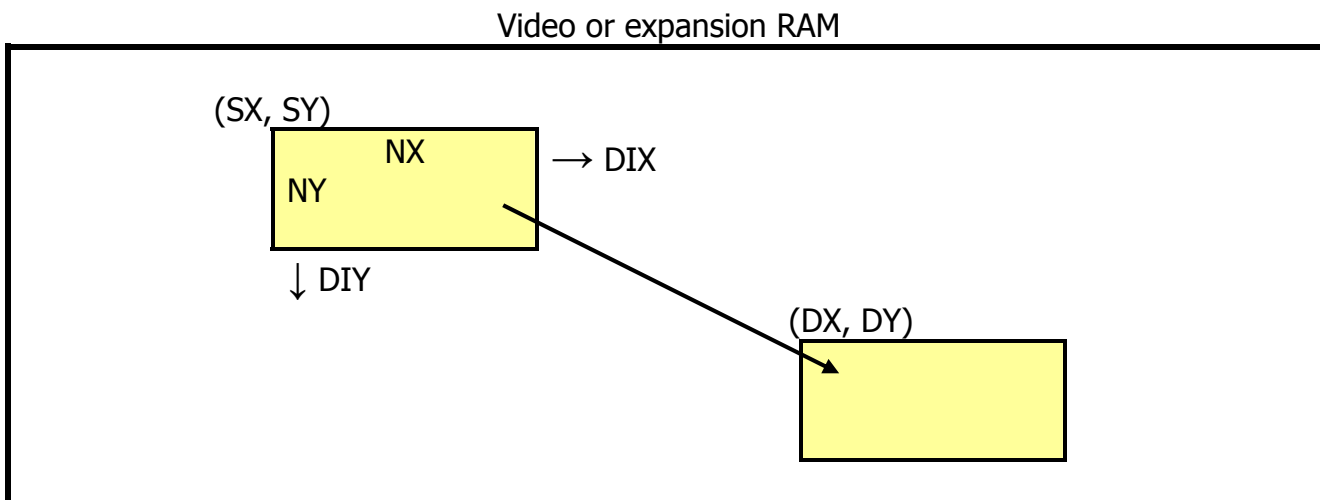 Video or expansion RAM
(SX, SY)
NX
→ DIX
NY
↓ DIY
(DX, DY)